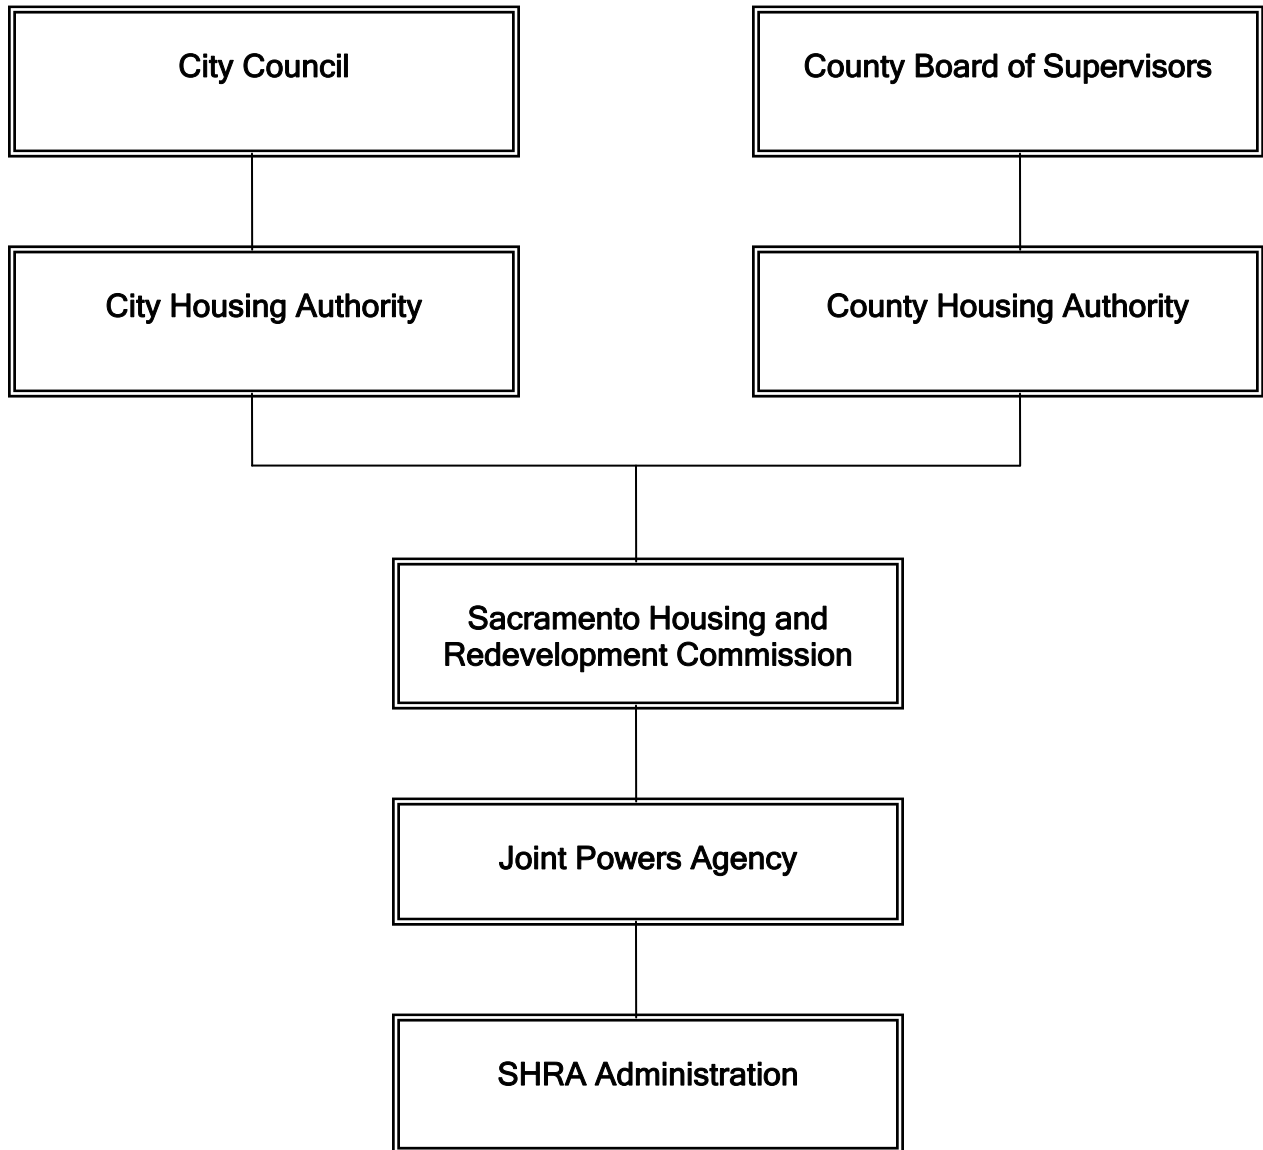 City Council
County Board of Supervisors
City Housing Authority
County Housing Authority
Sacramento Housing and
Redevelopment Commission
Joint Powers Agency
SHRA Administration